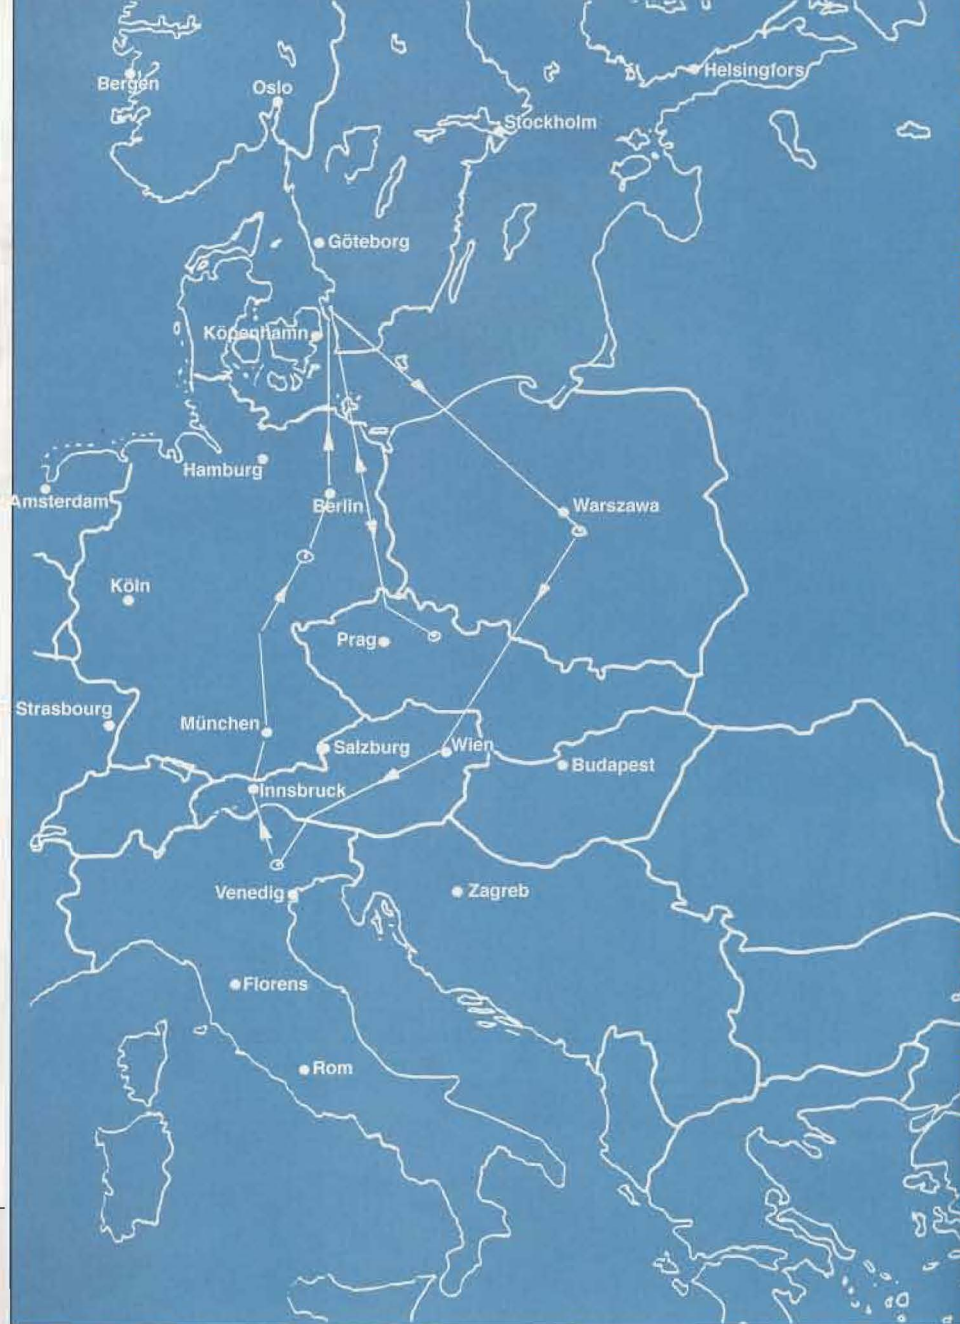 Bergen
Oslo
Helsingfors
Stockholm
Göteborg
Köpenhamn
Hamburg
Amsterdam
Berlin
Warszawa
Köln
Prag
Strasbourg
München
Salzburg
Wien
Budapest
Innsbruck
Venedig
Zagreb
Florens
Rom